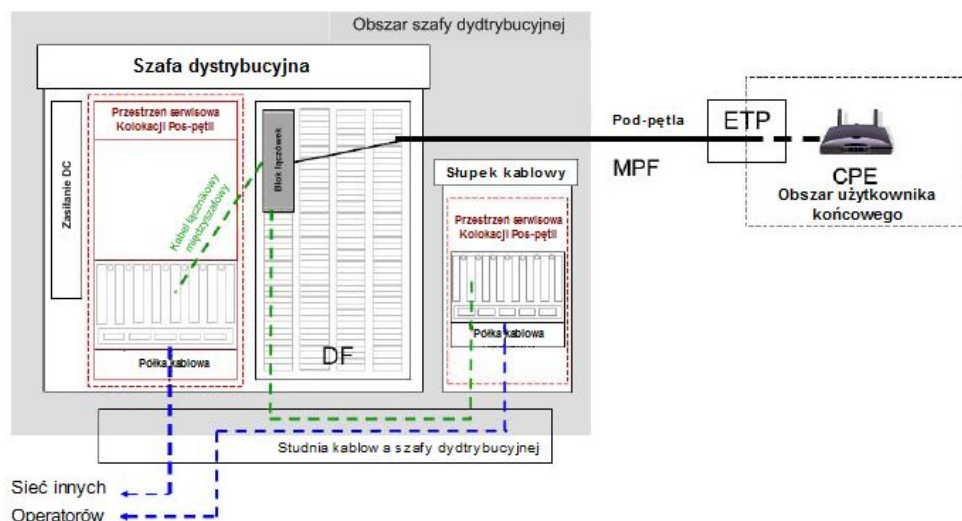 Obszar szafy dydtrybucyjnej
Szafa dystrybucyjna
Zasilanie DC
Przestrzeń serwisowa
Kolokacji Pos-pętli
Kabel łącznikowy
międzyszafowy
Półka kablowa
Blok łączówek
DF
Słupek kablowy
Przestrzeń serwisowa
Kolokacji Pos-pętli
Półka kablowa
Pod-pętla
MPF
ETP
CPE
Obszar użytkownika
końcowego
Studnia kablow a szafy dydtrybucyjnej
Sieć innych
Operatorów